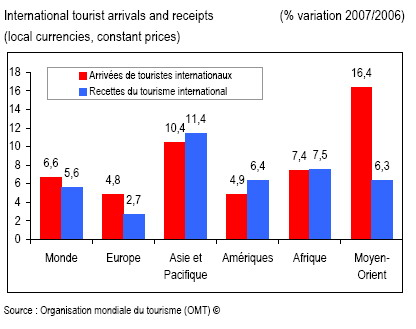 International tourist arrivals and receipts (% variation 2007/2006)
(local currencies, constant prices)
18
16
14
12
10
8
6
4
2
0
Arrivées de touristes internationaux
Recettes du tourisme international
6,6 5,6
4,8 2,7
10,4 11,4
4,9 6,4
7,4 7,5
16,4 6,3
Monde Europe Asie et Amériques Afrique Moyen-
Pacifique Orient
Source : Organisation mondiale du tourisme (OMT) ©